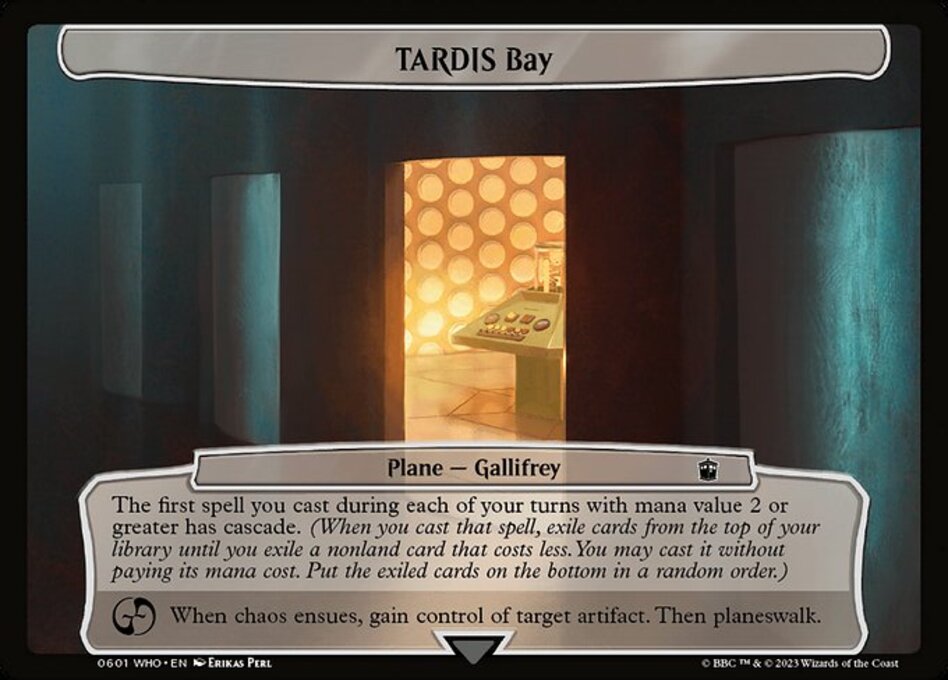 TARDIS Bay
Plane — Gallifrey
The first spell you cast during each of your turns with mana value 2 or
greater has cascade. (When you cast that spell, exile cards from the top of your
library until you exile a nonland card that costs less. You may cast it without
paying its mana cost. Put the exiled cards on the bottom in a random order.)
When chaos ensues, gain control of target artifact. Then planeswalk.
0601 WHO • EN Erikas Perl
© BBC ™ & © 2023 Wizards of the Coast